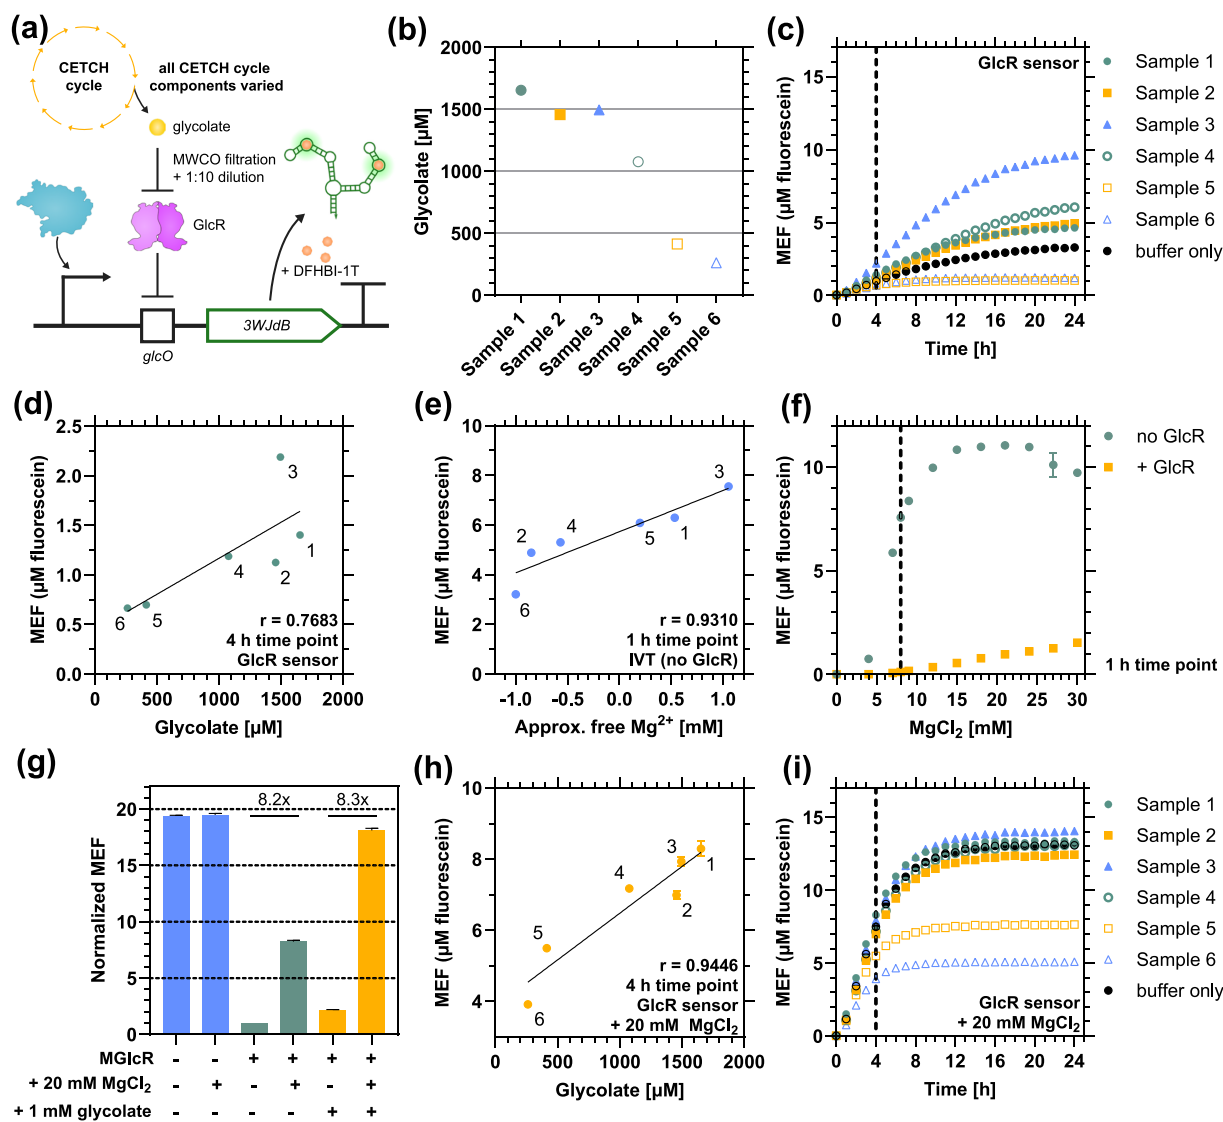 (a)
CETCH
cycle
all CETCH cycle
components varied
glycolate
MWCO filtration
+ 1:10 dilution
GlcR
+ DFHBI-1T
3WJdB
glcO
(b)
2000
1500
1000
500
0
Glycolate [µM]
Sample 1
Sample 2
Sample 3
Sample 4
Sample 5
Sample 6
(c)
GlcR sensor
15
10
5
0
MEF (µM fluorescein)
0 4 8 12 16 20 24
Time [h]
Sample 1
Sample 2
Sample 3
Sample 4
Sample 5
Sample 6
buffer only
(d)
2.5
2.0
1.5
1.0
0.5
0.0
MEF (µM fluorescein)
3
1
2
4
5
6
r = 0.7683
4 h time point
GlcR sensor
0 500 1000 1500 2000
Glycolate [µM]
(e)
10
8
6
4
2
0
MEF (µM fluorescein)
3
2
4
5
1
6
r = 0.9310
1 h time point
IVT (no GlcR)
-1.0 -0.5 0.0 0.5 1.0
Approx. free Mg2+ [mM]
(f)
10
5
0
MEF (µM fluorescein)
0 5 10 15 20 25 30
MgCl2 [mM]
no GlcR
+ GlcR
1 h time point
(g)
20
15
10
5
0
Normalized MEF
8.2x
8.3x
MGlcR - - + + + +
+ 20 mM MgCl2 - + - + - +
+ 1 mM glycolate - - - - + +
(h)
10
8
6
4
MEF (µM fluorescein)
3
1
2
4
5
6
r = 0.9446
4 h time point
GlcR sensor
+ 20 mM MgCl2
0 500 1000 1500 2000
Glycolate [µM]
(i)
15
10
5
0
MEF (µM fluorescein)
GlcR sensor
+ 20 mM MgCl2
0 4 8 12 16 20 24
Time [h]
Sample 1
Sample 2
Sample 3
Sample 4
Sample 5
Sample 6
buffer only